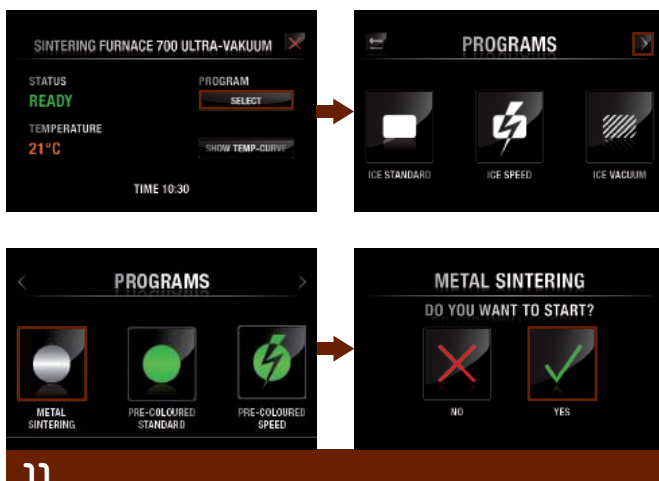 SINTERING FURNACE 700 ULTRA-VAKUUM
STATUS
READY
PROGRAM
SELECT
TEMPERATURE
21°C
SHOW TEMP-CURVE
TIME 10:30
PROGRAMS
ICE STANDARD
ICE SPEED
ICE VACUUM
PROGRAMS
METAL
SINTERING
PRE-COLOURED
STANDARD
PRE-COLOURED
SPEED
METAL SINTERING
DO YOU WANT TO START?
NO
YES